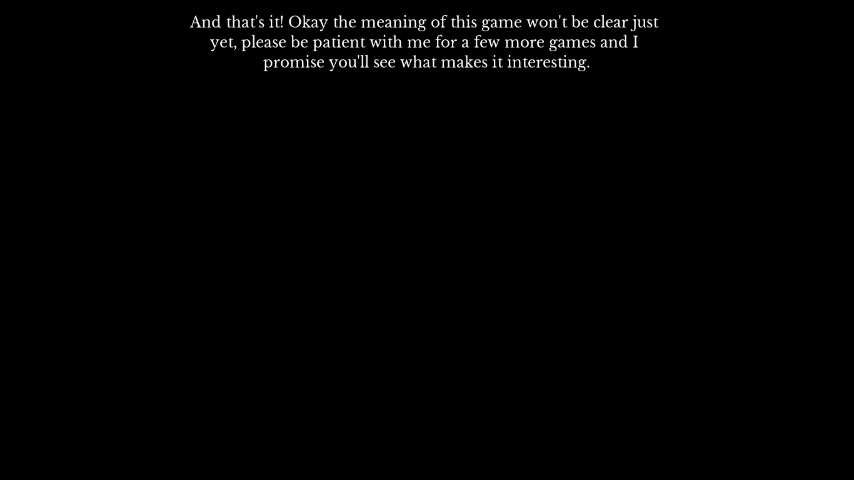 And that's it! Okay the meaning of this game won't be clear just
yet, please be patient with me for a few more games and I
promise you'll see what makes it interesting.